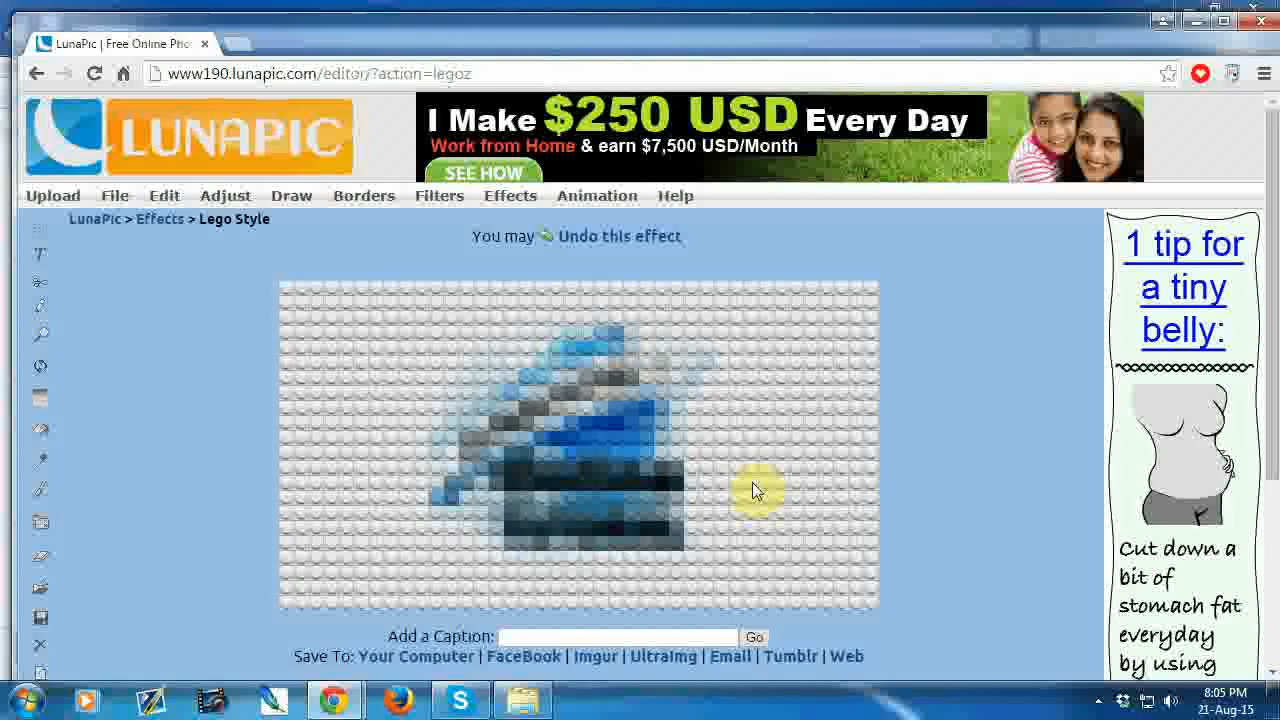 LunaPic | Free Online Pho
www190.lunapic.com/editor/?action=legoz
LUNAPIC
I Make $250 USD Every Day
Work from Home & earn $7,500 USD/Month
SEE HOW
Upload File Edit Adjust Draw Borders Filters Effects Animation Help
LunaPic > Effects > Lego Style
You may Undo this effect
1 tip for
a tiny
belly:
Cut down a
bit of
stomach fat
everyday
by using
Add a Caption: Go
Save To: Your Computer | FaceBook | Imgur | UltraImg | Email | Tumblr | Web
8:05 PM
21-Aug-15